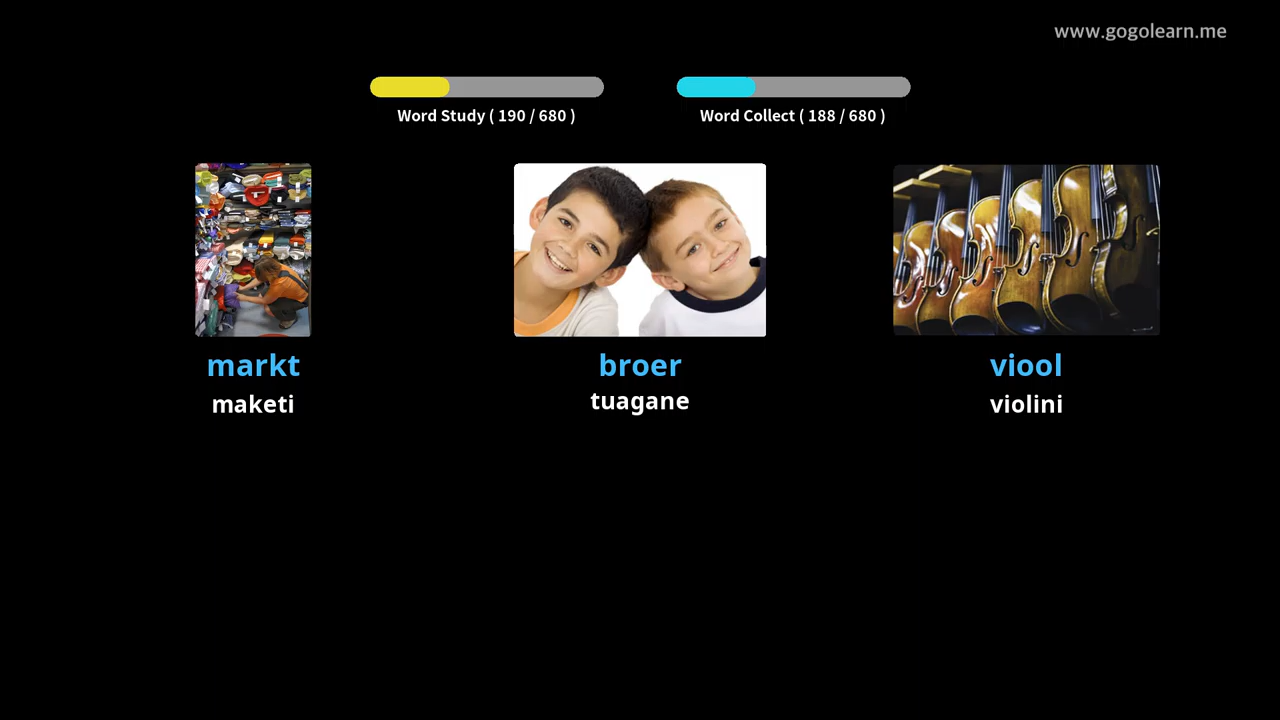 www.gogolearn.me
Word Study ( 190 / 680 )
Word Collect ( 188 / 680 )
markt
maketi
broer
tuagane
viool
violini